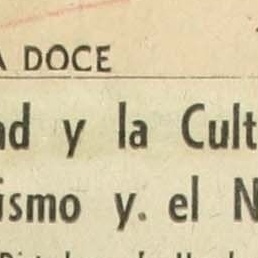 A DOCE
ad y la Cult
ismo y. el N